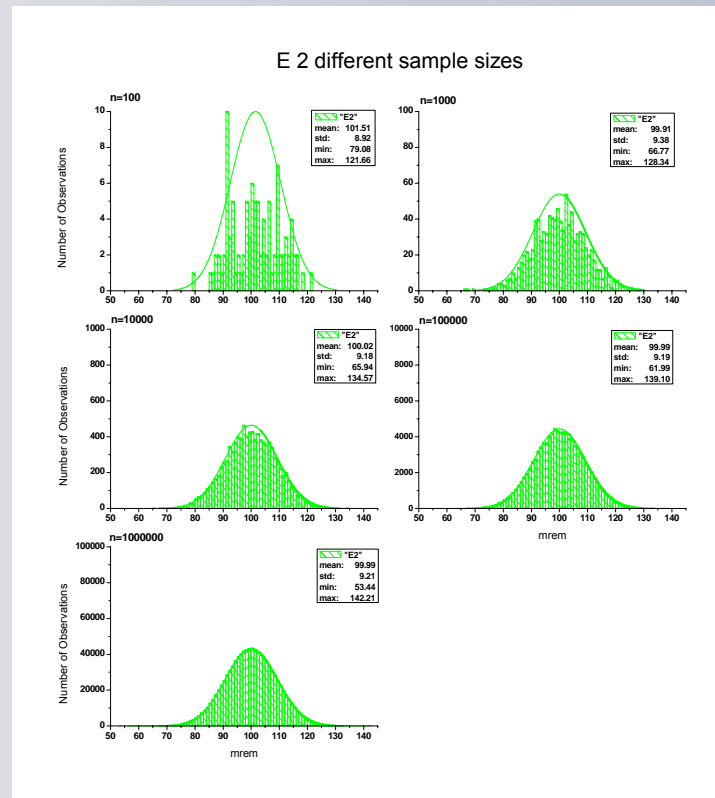 E 2 different sample sizes
n=100
10
8
6
4
2
0
Number of Observations
50 60 70 80 90 100 110 120 130 140
"E2"
mean: 101.51
std: 8.92
min: 79.08
max: 121.66
n=1000
100
80
60
40
20
0
50 60 70 80 90 100 110 120 130 140
"E2"
mean: 99.91
std: 9.38
min: 66.77
max: 128.34
n=10000
1000
800
600
400
200
0
Number of Observations
50 60 70 80 90 100 110 120 130 140
"E2"
mean: 100.02
std: 9.18
min: 65.94
max: 134.57
n=100000
10000
8000
6000
4000
2000
0
50 60 70 80 90 100 110 120 130 140
mrem
"E2"
mean: 99.99
std: 9.19
min: 61.99
max: 139.10
n=1000000
100000
80000
60000
40000
20000
0
Number of Observations
50 60 70 80 90 100 110 120 130 140
mrem
"E2"
mean: 99.99
std: 9.21
min: 53.44
max: 142.21